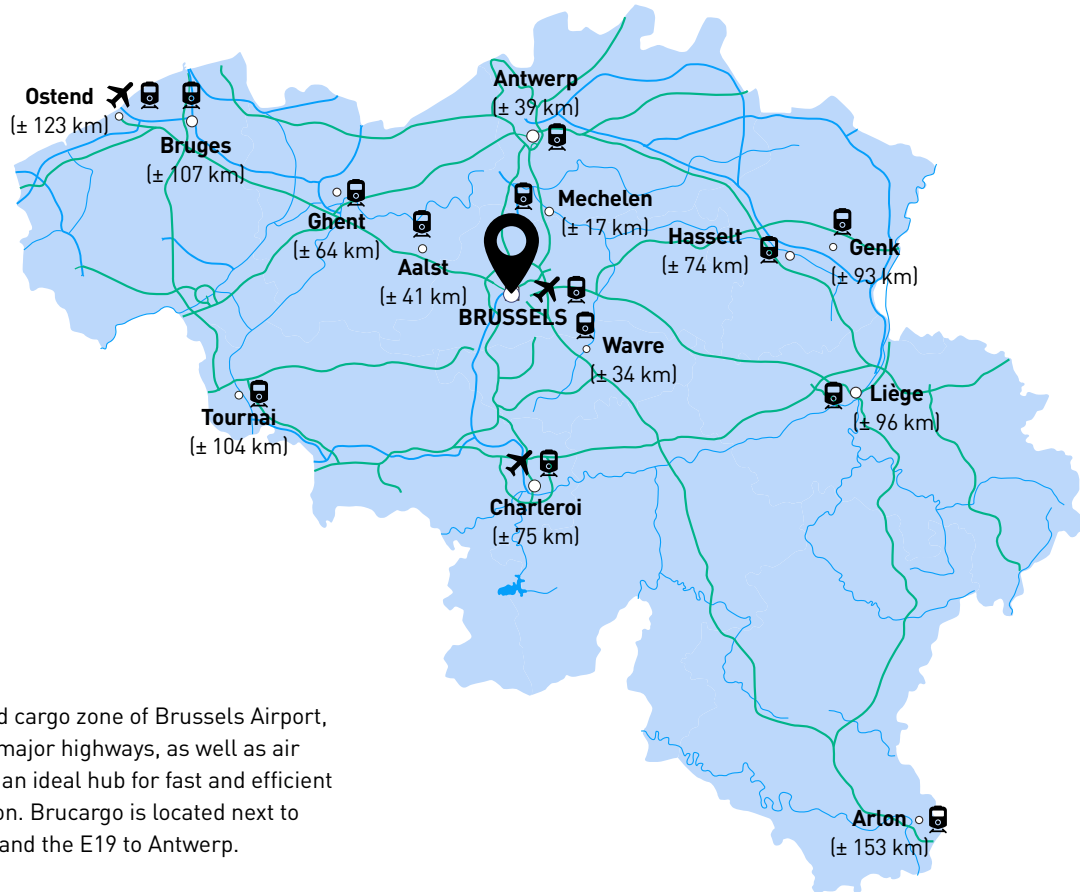 Antwerp
(± 39 km)
Ostend
(± 123 km)
Bruges
(± 107 km)
Mechelen
(± 17 km)
Ghent
(± 64 km)
Hasselt
(± 74 km)
Genk
(± 93 km)
Aalst
(± 41 km)
BRUSSELS
Wavre
(± 34 km)
Liège
(± 96 km)
Tournai
(± 104 km)
Charleroi
(± 75 km)
d cargo zone of Brussels Airport,
major highways, as well as air
an ideal hub for fast and efficient
on. Brucargo is located next to
and the E19 to Antwerp.
Arlon
(± 153 km)